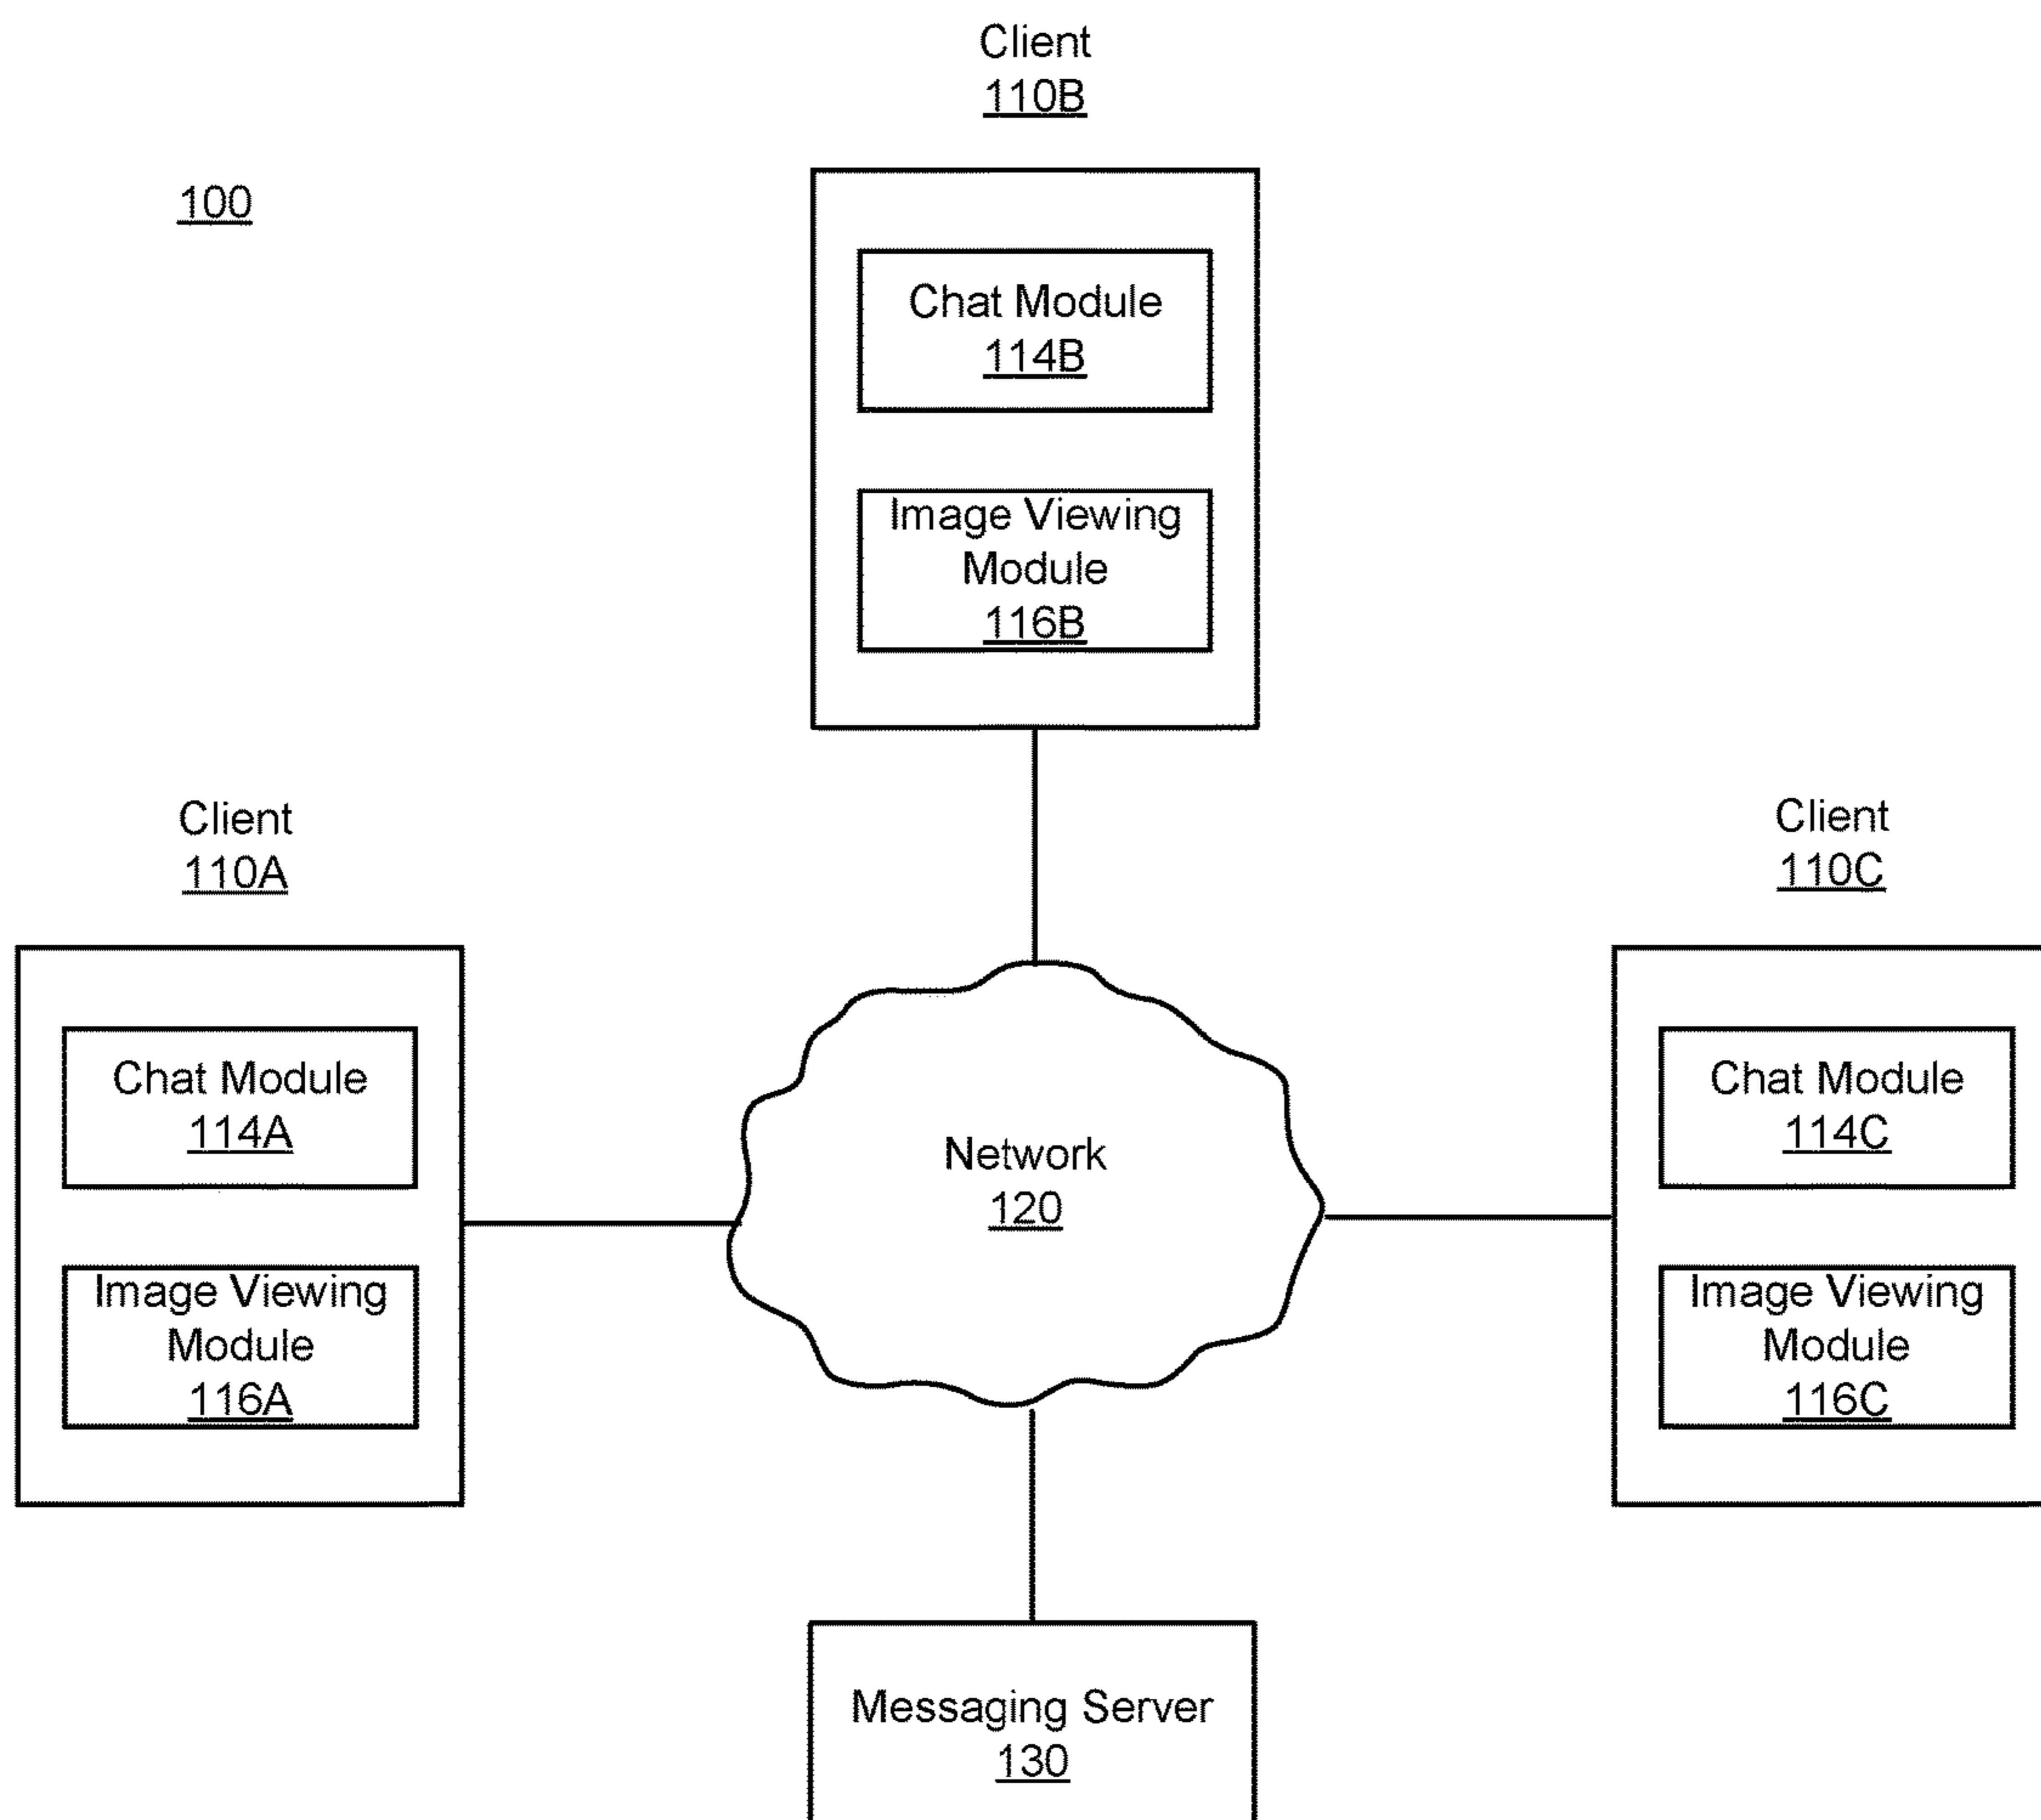 Client
110B
100
Chat Module
114B
Image Viewing
Module
116B
Client
110A
Client
110C
Chat Module
114A
Image Viewing
Module
116A
Network
120
Chat Module
114C
Image Viewing
Module
116C
Messaging Server
130